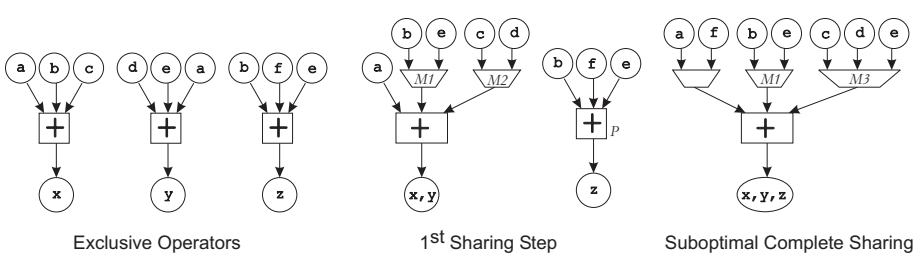 b e c d
a f b e c d e
a b c d e a b f e
a
b f e
M1 M2
M1 M3
+ + +
+
+ P
+
x y z
x,y
z
x,y,z
Exclusive Operators
1st Sharing Step
Suboptimal Complete Sharing